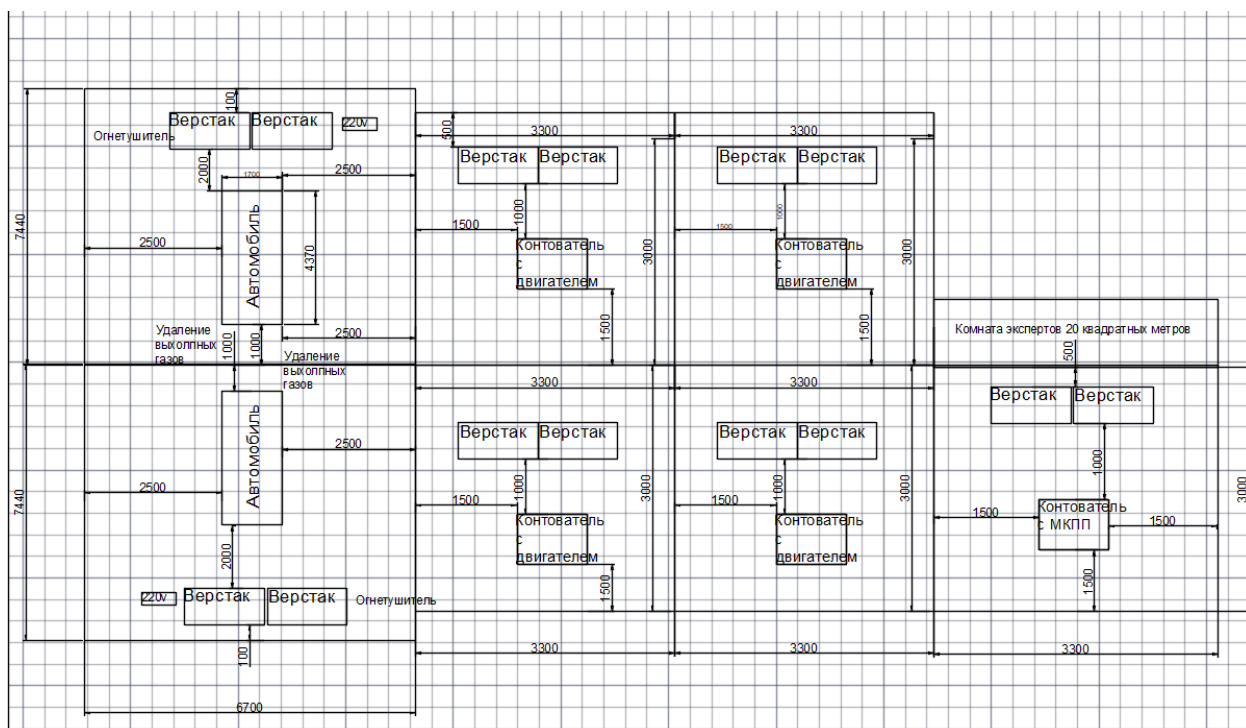 100
Верстак Верстак
220v
Огнетушитель
2000
1700
2500
7440
2500
Автомобиль
4370
Удаление
выхолпных
газов
1000
1000
2500
Удаление
выхолпных
газов
500
3300
3300
Верстак Верстак
Верстак Верстак
1000
1000
1500
1500
3000
3000
Контователь
с
двигателем
Контователь
с
двигателем
1500
1500
Комната экспертов 20 квадратных метров
500
3300
3300
Верстак Верстак
7440
Автомобиль
2500
2500
2000
220v
Верстак Верстак
Огнетушитель
100
6700
Верстак Верстак
Верстак Верстак
1000
1000
1500
1500
3000
3000
Контователь
с
двигателем
Контователь
с
двигателем
1500
1500
1000
3000
1500
Контователь
с МКПП
1500
1500
3300
3300
3300